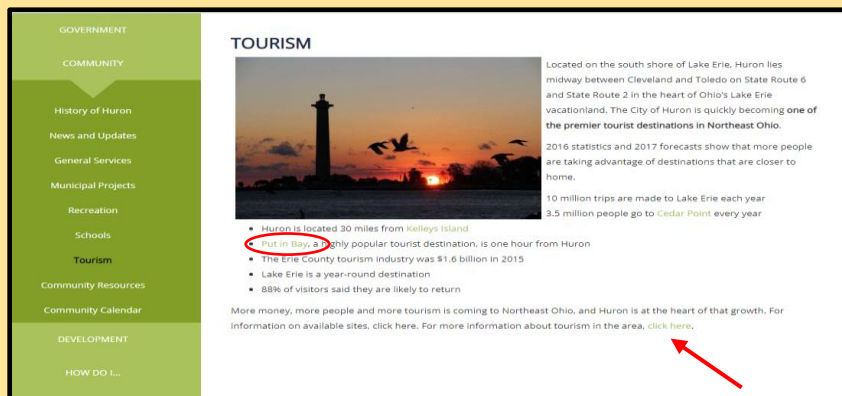 GOVERNMENT
COMMUNITY
History of Huron
News and Updates
General Services
Municipal Projects
Recreation
Schools
Tourism
Community Resources
Community Calendar
DEVELOPMENT
HOW DO I...
TOURISM
Located on the south shore of Lake Erie, Huron lies
midway between Cleveland and Toledo on State Route 6
and State Route 2 in the heart of Ohio's Lake Erie
vacationland. The City of Huron is quickly becoming one of
the premier tourist destinations in Northeast Ohio.
2016 statistics and 2017 forecasts show that more people
are taking advantage of destinations that are closer to
home.
10 million trips are made to Lake Erie each year
3.5 million people go to Cedar Point every year
• Huron is located 30 miles from Kelleys Island
• Put in Bay, a highly popular tourist destination, is one hour from Huron
• The Erie County tourism industry was $1.6 billion in 2015
• Lake Erie is a year-round destination
• 88% of visitors said they are likely to return
More money, more people and more tourism is coming to Northeast Ohio, and Huron is at the heart of that growth. For
information on available sites, click here. For more information about tourism in the area, click here.